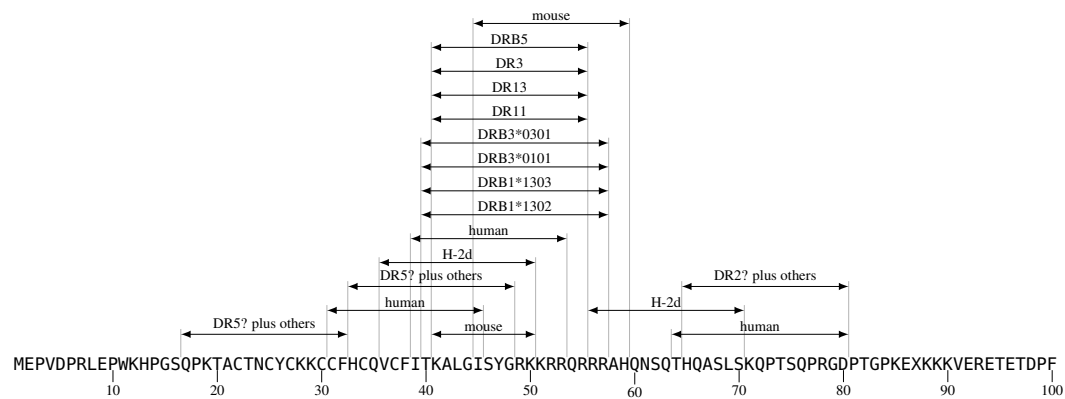 mouse
DRB5
DR3
DR13
DR11
DRB3*0301
DRB3*0101
DRB1*1303
DRB1*1302
human
H-2d
DR5? plus others DR2? plus others
human H-2d
DR5? plus others mouse human
MEPVDPRLEPWKHPGSQPKTACTNCYCKKCCFHCQVCFITKALGISYGRKKRRQRRRAHQNSQTHQASLSKQPTSQPRGDPTGPKEXKKKVERETETDPF
10 20 30 40 50 60 70 80 90 100